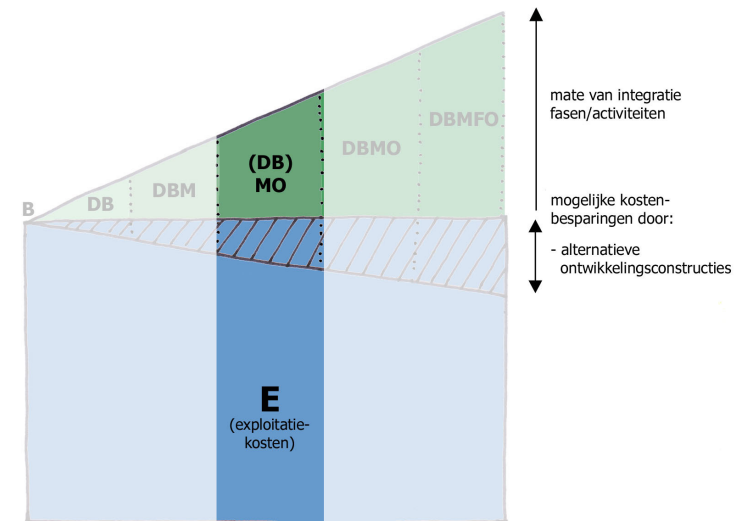 B
DB
DBM
(DB)
MO
DBMO
DBMFO
mate van integratie
fasen/activiteiten
mogelijke kosten-
besparingen door:
- alternatieve
ontwikkelingsconstructies
E
(exploitatie-
kosten)